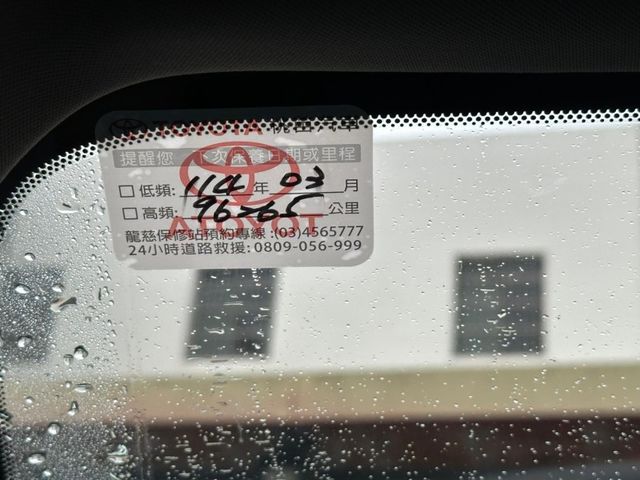 TOYOTA 桃苗汽車
提醒您 下次保養日期或里程
□ 低頻: 114 年 03 月
□ 高頻: 96265 公里
龍慈保修站預約專線:(03)4565777
24小時道路救援:0809-056-999